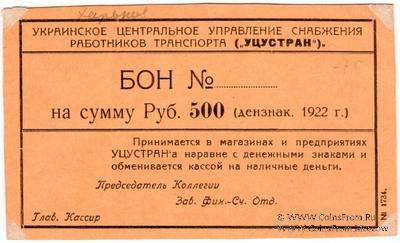 Харьков
УКРАИНСКОЕ ЦЕНТРАЛЬНОЕ УПРАВЛЕНИЕ СНАБЖЕНИЯ
РАБОТНИКОВ ТРАНСПОРТА („УЦУСТРАН").
БОН №
на сумму Руб. 500 (дензнак. 1922 г.)
Принимается в магазинах и предприятиях
УЦУСТРАН'а наравне с денежными знаками и
обменивается кассой на наличные деньги.
Председатель Коллегии
Зав. Фин.-Сч. Отд.
Глав. Кассир
№ 1734.
© WWW.CoinsFrom.Ru